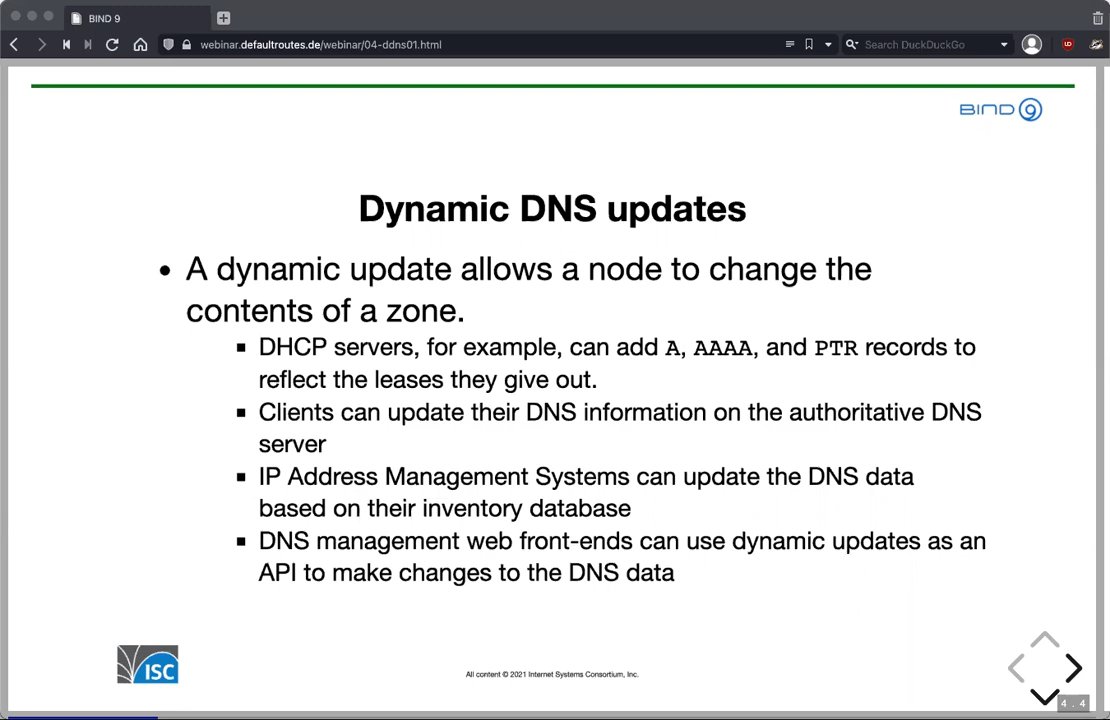 BIND 9
webinar.defaultroutes.de/webinar/04-ddns01.html
Search DuckDuckGo
BIND 9
Dynamic DNS updates
• A dynamic update allows a node to change the
contents of a zone.
▪ DHCP servers, for example, can add A, AAAA, and PTR records to
reflect the leases they give out.
▪ Clients can update their DNS information on the authoritative DNS
server
▪ IP Address Management Systems can update the DNS data
based on their inventory database
▪ DNS management web front-ends can use dynamic updates as an
API to make changes to the DNS data
ISC
All content © 2021 Internet Systems Consortium, Inc.
4 . 4